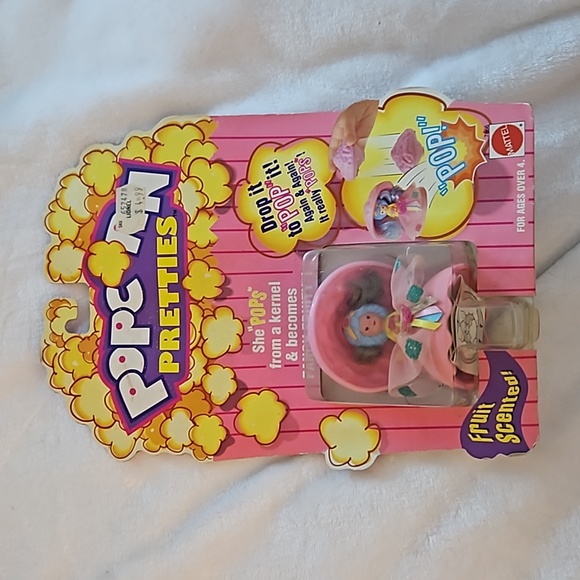 POPCORN
PRETTIES
Drop it
to "POP" it!
Again & Again!
It really "POPS"!
"POP!"
MATTEL
FOR AGES OVER 4.
She "POPS"
from a kernel
& becomes
Fruit
Scented!